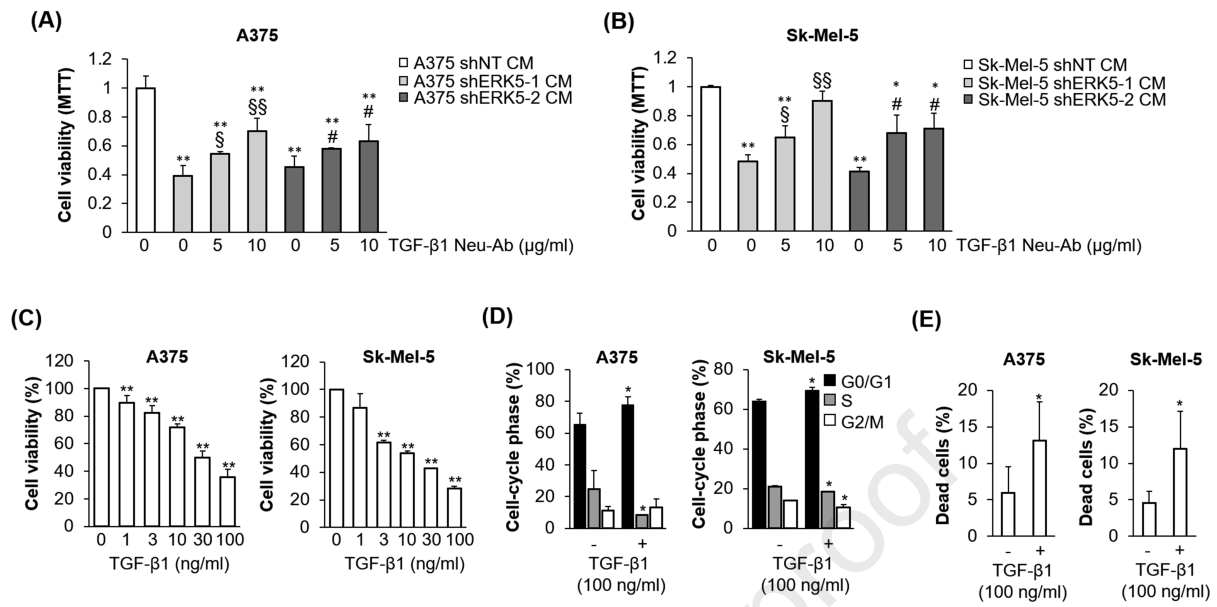 (A)
A375
Cell viability (MTT)
1.2
1
0.8
0.6
0.4
0.2
0
A375 shNT CM
A375 shERK5-1 CM
A375 shERK5-2 CM
** ** § ** §§ ** ** # ** #
0 0 5 10 0 5 10 TGF-β1 Neu-Ab (μg/ml)
(B)
Sk-Mel-5
Cell viability (MTT)
1.2
1
0.8
0.6
0.4
0.2
0
Sk-Mel-5 shNT CM
Sk-Mel-5 shERK5-1 CM
Sk-Mel-5 shERK5-2 CM
** ** § §§ ** * # * #
0 0 5 10 0 5 10 TGF-β1 Neu-Ab (μg/ml)
(C)
A375
Cell viability (%)
120
100
80
60
40
20
0
** ** ** ** **
0 1 3 10 30 100
TGF-β1 (ng/ml)
Sk-Mel-5
Cell viability (%)
120
100
80
60
40
20
0
** ** ** **
0 1 3 10 30 100
TGF-β1 (ng/ml)
(D)
A375
Cell-cycle phase (%)
100
80
60
40
20
0
* *
- +
TGF-β1
(100 ng/ml)
Sk-Mel-5
Cell-cycle phase (%)
80
60
40
20
0
G0/G1
S
G2/M
* * *
- +
TGF-β1
(100 ng/ml)
(E)
A375
Dead cells (%)
20
15
10
5
0
*
- +
TGF-β1
(100 ng/ml)
Sk-Mel-5
Dead cells (%)
20
15
10
5
0
*
- +
TGF-β1
(100 ng/ml)
proof